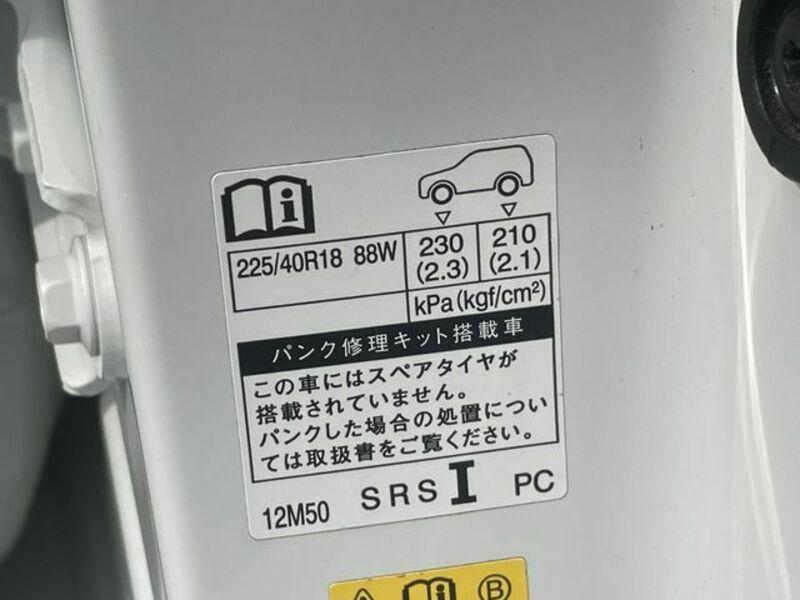 i
225/40R18 88W 230 210
(2.3) (2.1)
kPa(kgf/cm²)
パンク修理キット搭載車
この車にはスペアタイヤが
搭載されていません。
パンクした場合の処置につい
ては取扱書をご覧ください。
12M50 SRS I PC
i B